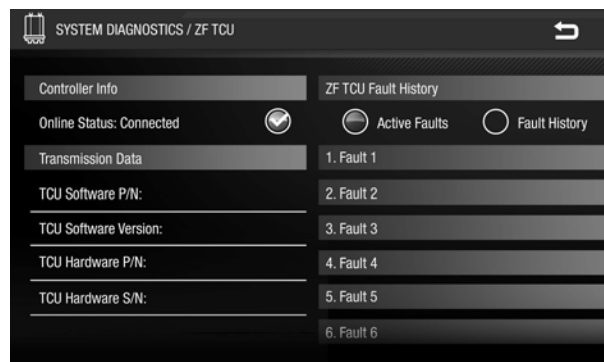 SYSTEM DIAGNOSTICS / ZF TCU
Controller Info
Online Status: Connected
Transmission Data
TCU Software P/N:
TCU Software Version:
TCU Hardware P/N:
TCU Hardware S/N:
ZF TCU Fault History
Active Faults Fault History
1. Fault 1
2. Fault 2
3. Fault 3
4. Fault 4
5. Fault 5
6. Fault 6